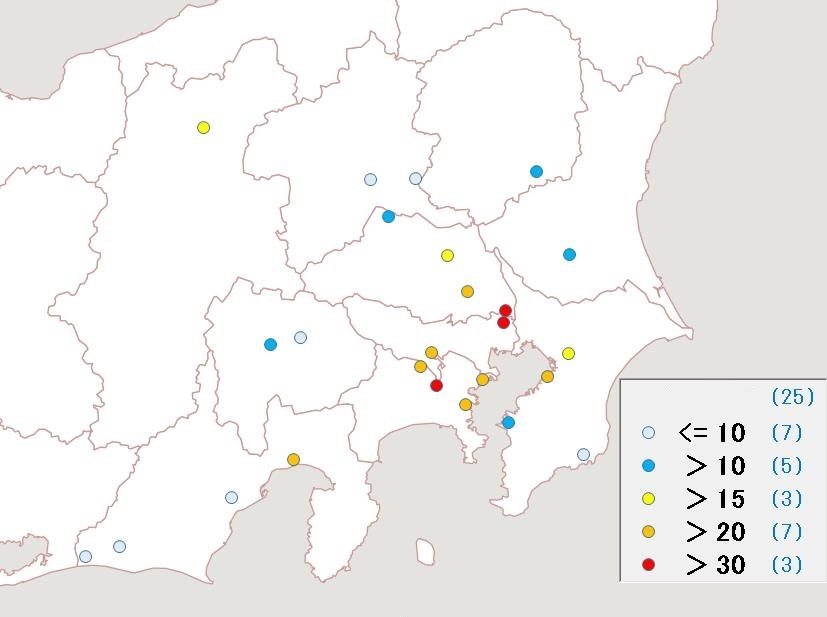 (25)
<= 10 (7)
> 10 (5)
> 15 (3)
> 20 (7)
> 30 (3)